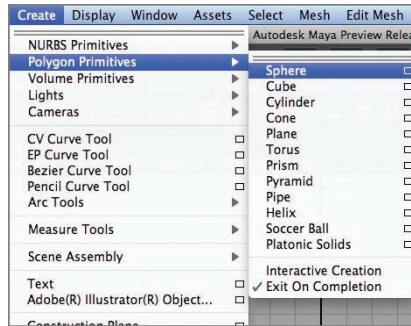 Create Display Window Assets Select Mesh Edit Mesh
Autodesk Maya Preview Relea
NURBS Primitives
Polygon Primitives
Volume Primitives
Lights
Cameras
CV Curve Tool
EP Curve Tool
Bezier Curve Tool
Pencil Curve Tool
Arc Tools
Measure Tools
Scene Assembly
Text
Adobe(R) Illustrator(R) Object...
Construction Plane
Sphere
Cube
Cylinder
Cone
Plane
Torus
Prism
Pyramid
Pipe
Helix
Soccer Ball
Platonic Solids
Interactive Creation
✓ Exit On Completion